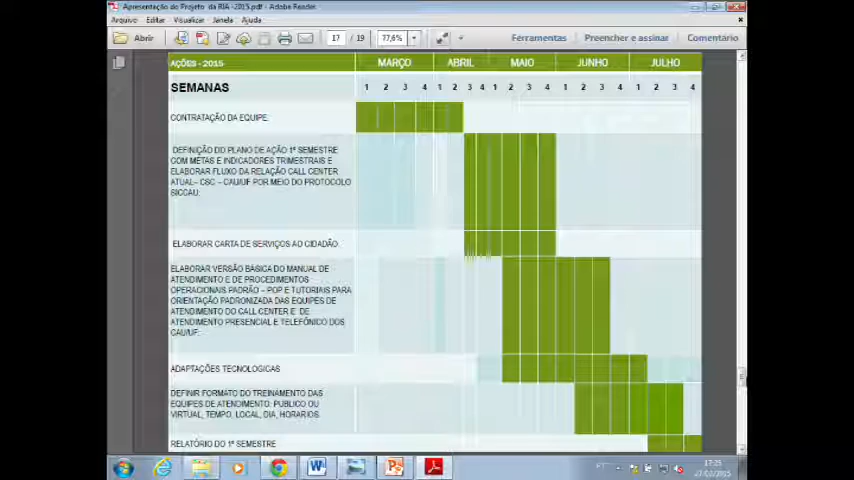 Apresentação do Projeto da RIA -2015.pdf - Adobe Reader
Arquivo Editar Visualizar Janela Ajuda
Abrir 17 / 19 77,6% Ferramentas Preencher e assinar Comentário
AÇÕES - 2015 MARÇO ABRIL MAIO JUNHO JULHO
SEMANAS 1 2 3 4 1 2 3 4 1 2 3 4 1 2 3 4 1 2 3 4
CONTRATAÇÃO DA EQUIPE.
DEFINIÇÃO DO PLANO DE AÇÃO 1º SEMESTRE
COM METAS E INDICADORES TRIMESTRAIS E
ELABORAR FLUXO DA RELAÇÃO CALL CENTER
ATUAL– CSC – CAU/UF POR MEIO DO PROTOCOLO
SICCAU;
ELABORAR CARTA DE SERVIÇOS AO CIDADÃO.
ELABORAR VERSÃO BÁSICA DO MANUAL DE
ATENDIMENTO E DE PROCEDIMENTOS
OPERACIONAIS PADRÃO – POP E TUTORIAIS PARA
ORIENTAÇÃO PADRONIZADA DAS EQUIPES DE
ATENDIMENTO DO CALL CENTER E DE
ATENDIMENTO PRESENCIAL E TELEFÔNICO DOS
CAU/UF;
ADAPTAÇÕES TECNOLOGICAS
DEFINIR FORMATO DO TREINAMENTO DAS
EQUIPES DE ATENDIMENTO: PUBLICO OU
VIRTUAL, TEMPO, LOCAL, DIA, HORARIOS.
RELATÓRIO DO 1º SEMESTRE
PT 17:25
27/02/2015